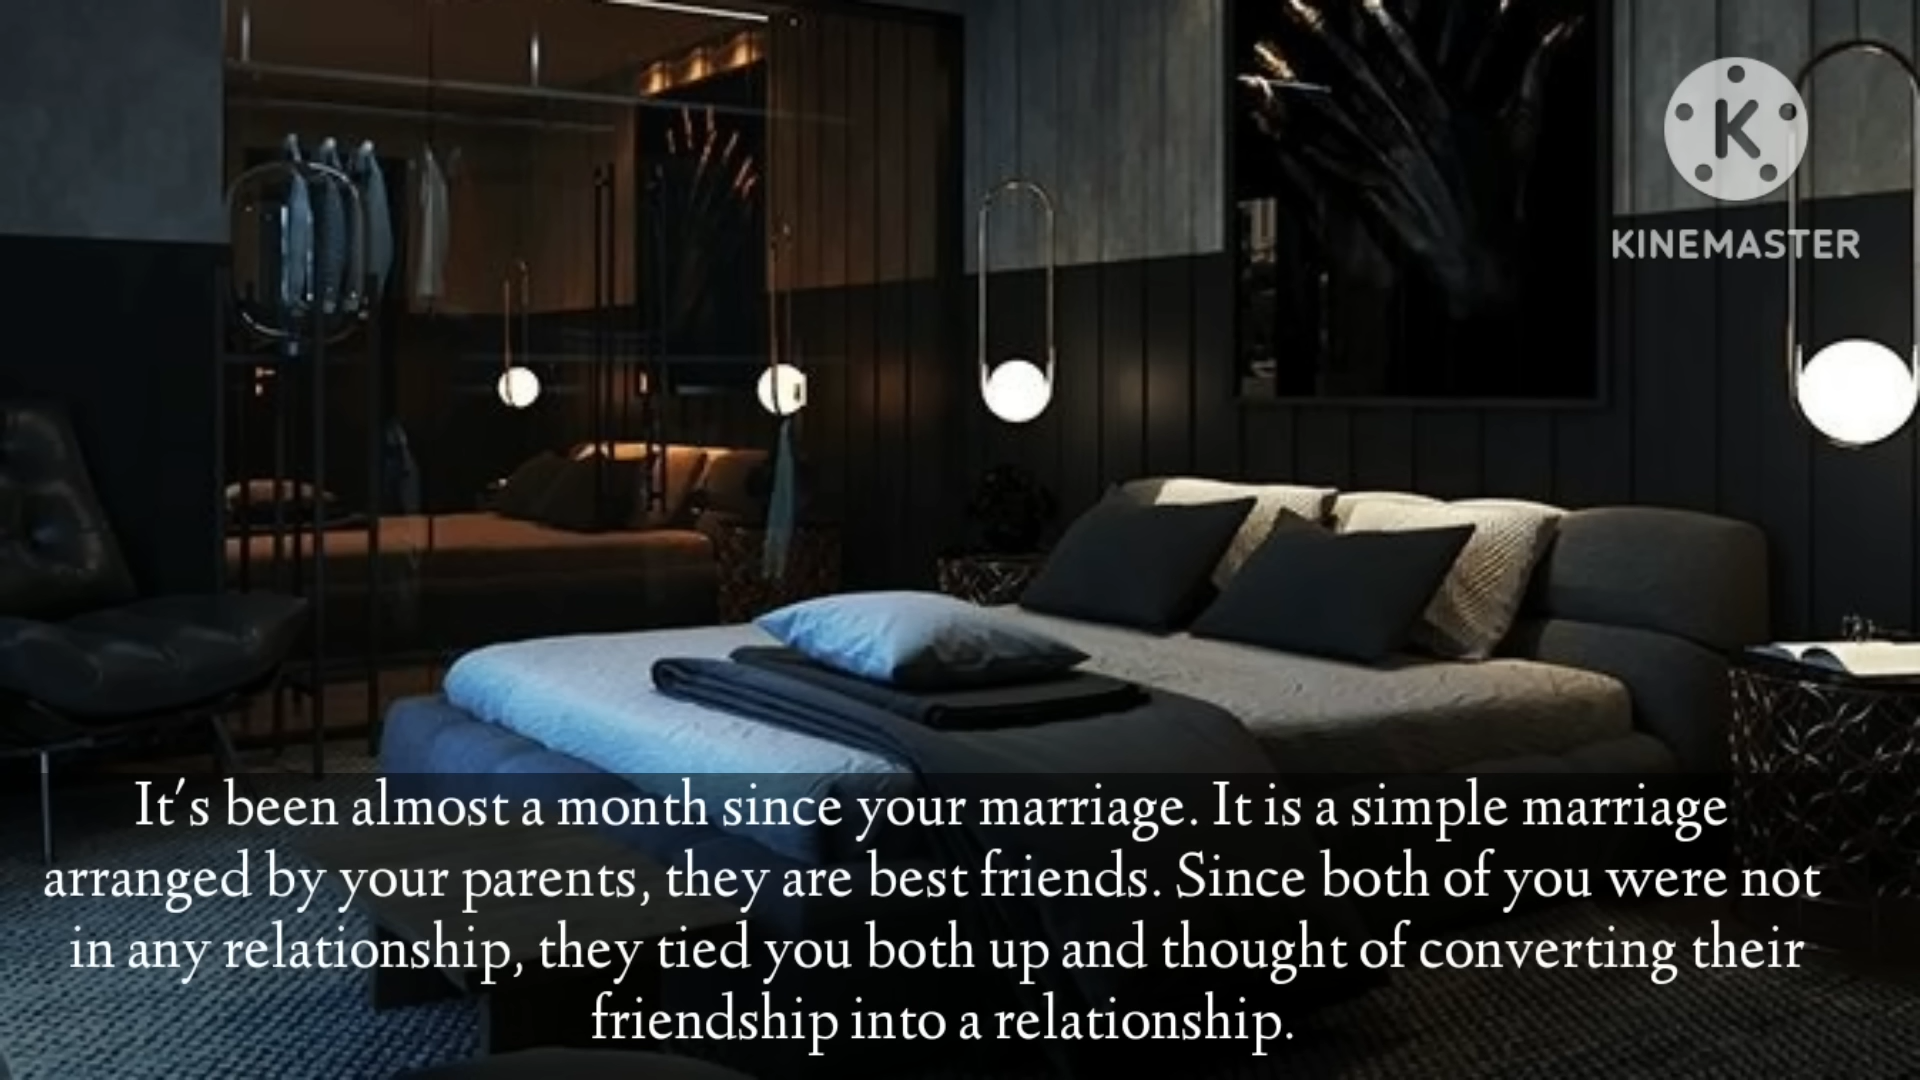 K
KINEMASTER
It's been almost a month since your marriage. It is a simple marriage
arranged by your parents, they are best friends. Since both of you were not
in any relationship, they tied you both up and thought of converting their
friendship into a relationship.